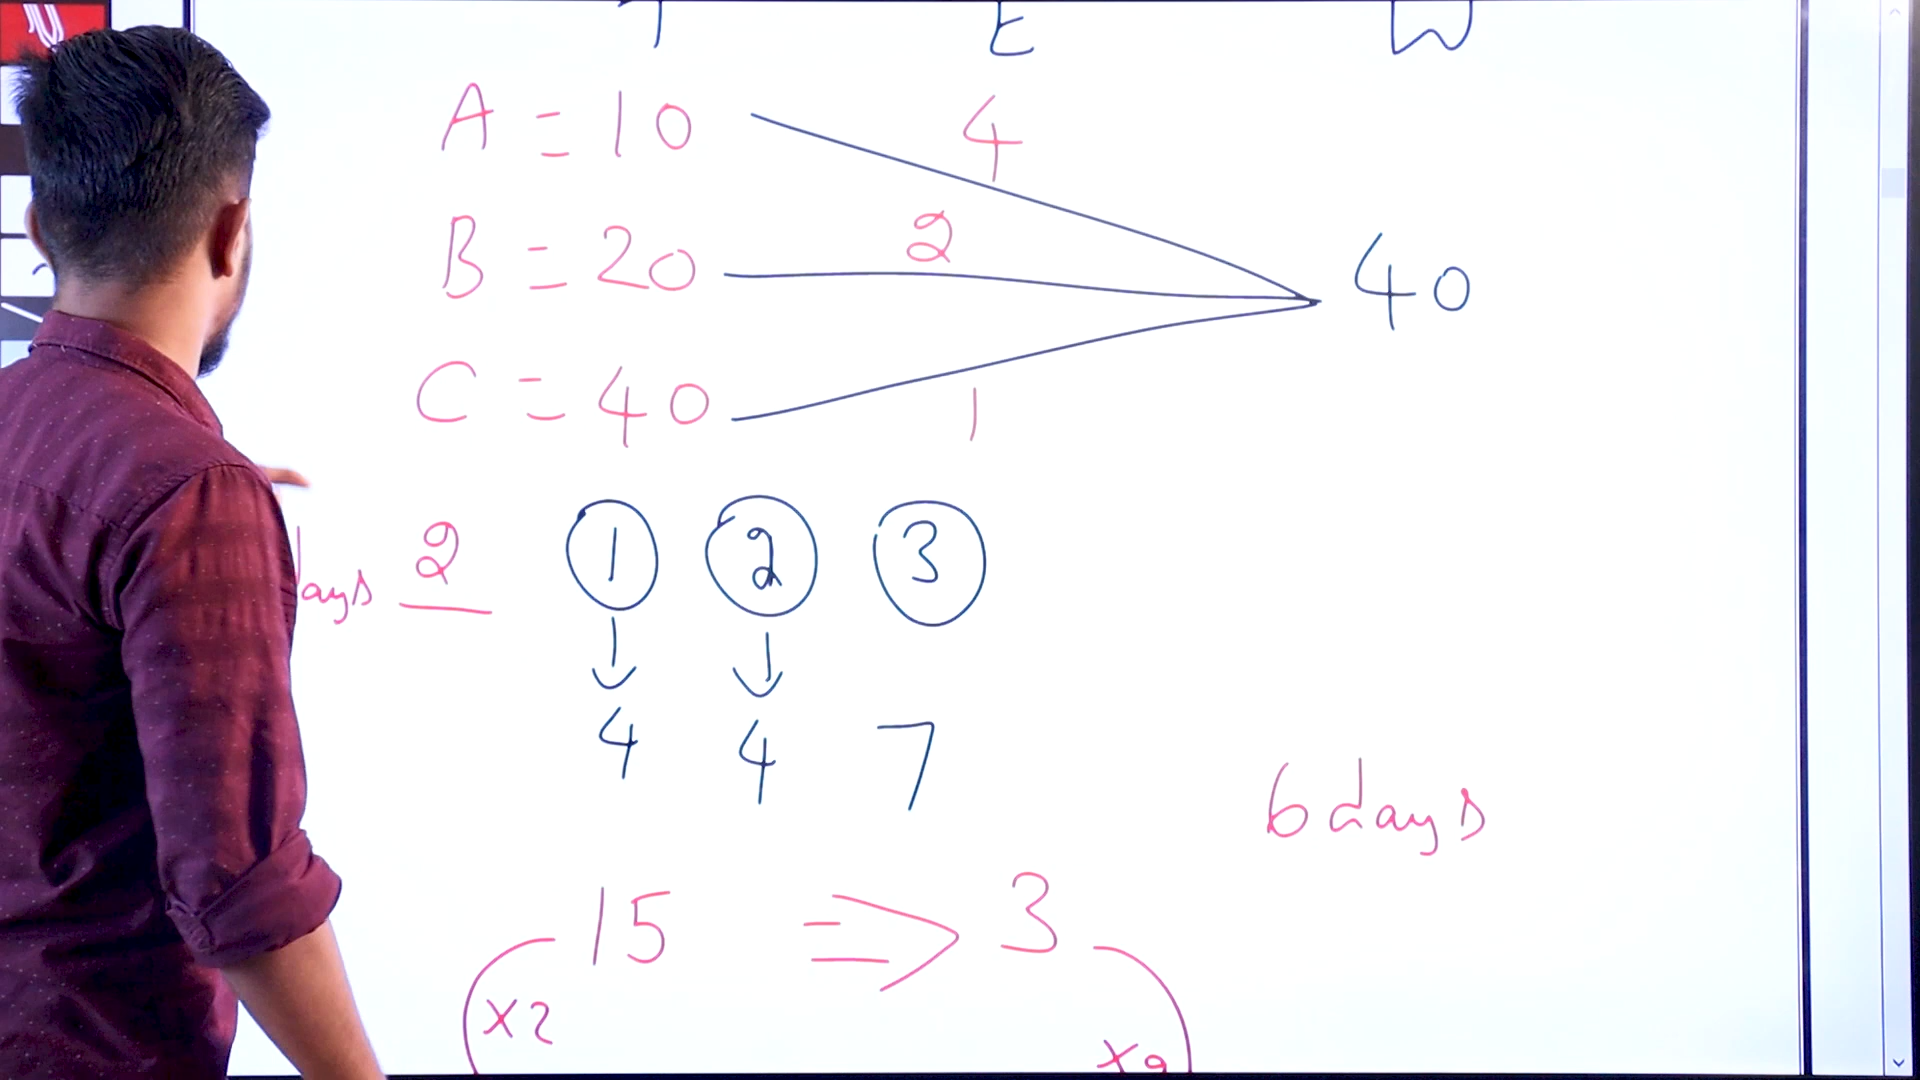 T E W
A = 10 4
B = 20 2 40
C = 40 1
days 2 1 2 3
4 4 7
6 days
15 => 3
x2 x2